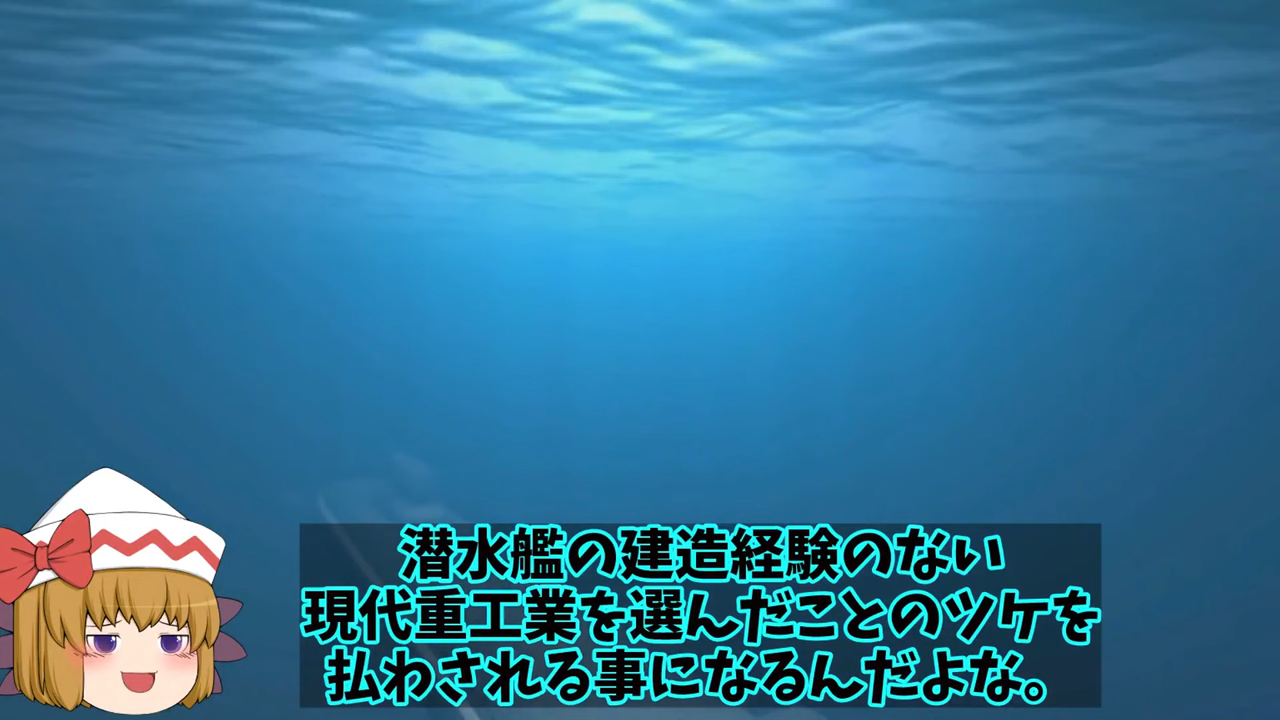 潜水艦の建造経験のない
現代重工業を選んだことのツケを
払わされる事になるんだよな。